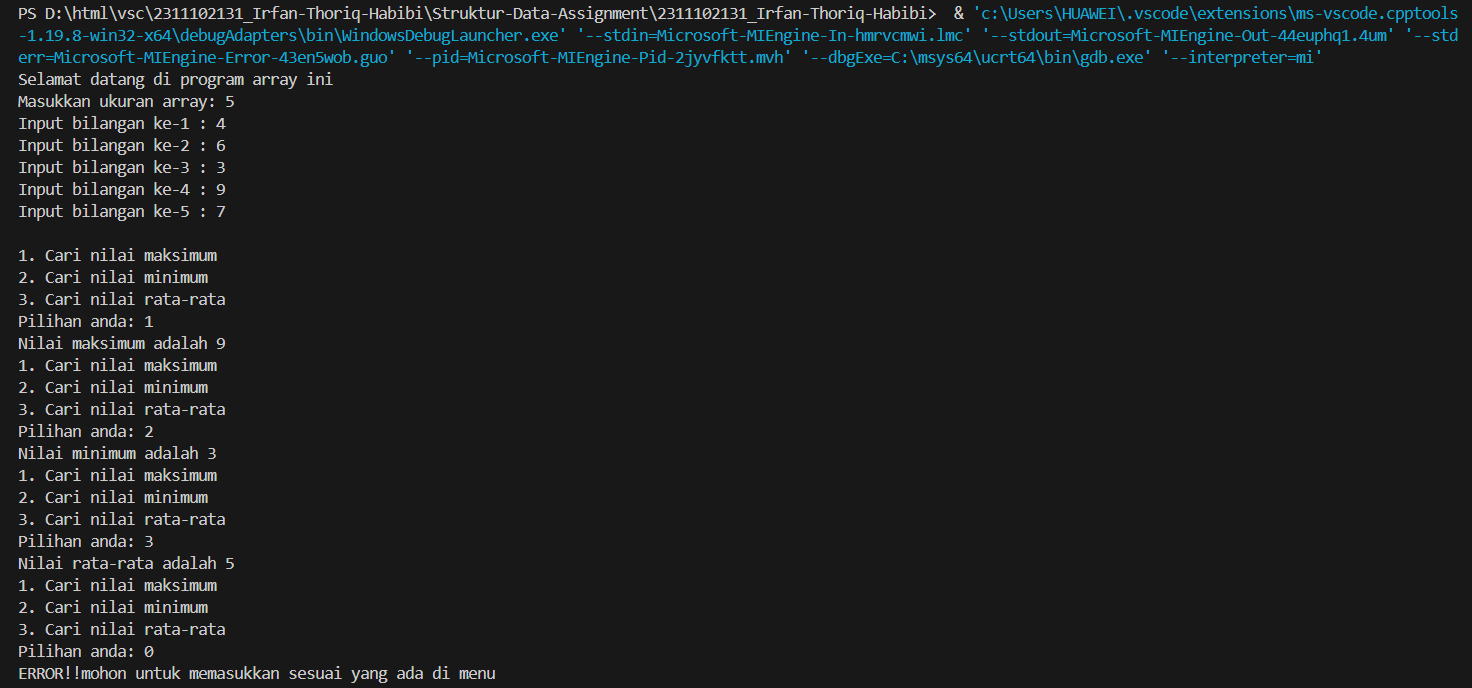 PS D:\html\vsc\2311102131_Irfan-Thoriq-Habibi\Struktur-Data-Assignment\2311102131_Irfan-Thoriq-Habibi>  & 'c:\Users\HUAWEI\.vscode\extensions\ms-vscode.cpptools
-1.19.8-win32-x64\debugAdapters\bin\WindowsDebugLauncher.exe' '--stdin=Microsoft-MIEngine-In-hmrvcmwi.lmc' '--stdout=Microsoft-MIEngine-Out-44euphq1.4um' '--std
err=Microsoft-MIEngine-Error-43en5wob.guo' '--pid=Microsoft-MIEngine-Pid-2jyvfktt.mvh' '--dbgExe=C:\msys64\ucrt64\bin\gdb.exe' '--interpreter=mi'
Selamat datang di program array ini
Masukkan ukuran array: 5
Input bilangan ke-1 : 4
Input bilangan ke-2 : 6
Input bilangan ke-3 : 3
Input bilangan ke-4 : 9
Input bilangan ke-5 : 7
1. Cari nilai maksimum
2. Cari nilai minimum
3. Cari nilai rata-rata
Pilihan anda: 1
Nilai maksimum adalah 9
1. Cari nilai maksimum
2. Cari nilai minimum
3. Cari nilai rata-rata
Pilihan anda: 2
Nilai minimum adalah 3
1. Cari nilai maksimum
2. Cari nilai minimum
3. Cari nilai rata-rata
Pilihan anda: 3
Nilai rata-rata adalah 5
1. Cari nilai maksimum
2. Cari nilai minimum
3. Cari nilai rata-rata
Pilihan anda: 0
ERROR!!mohon untuk memasukkan sesuai yang ada di menu